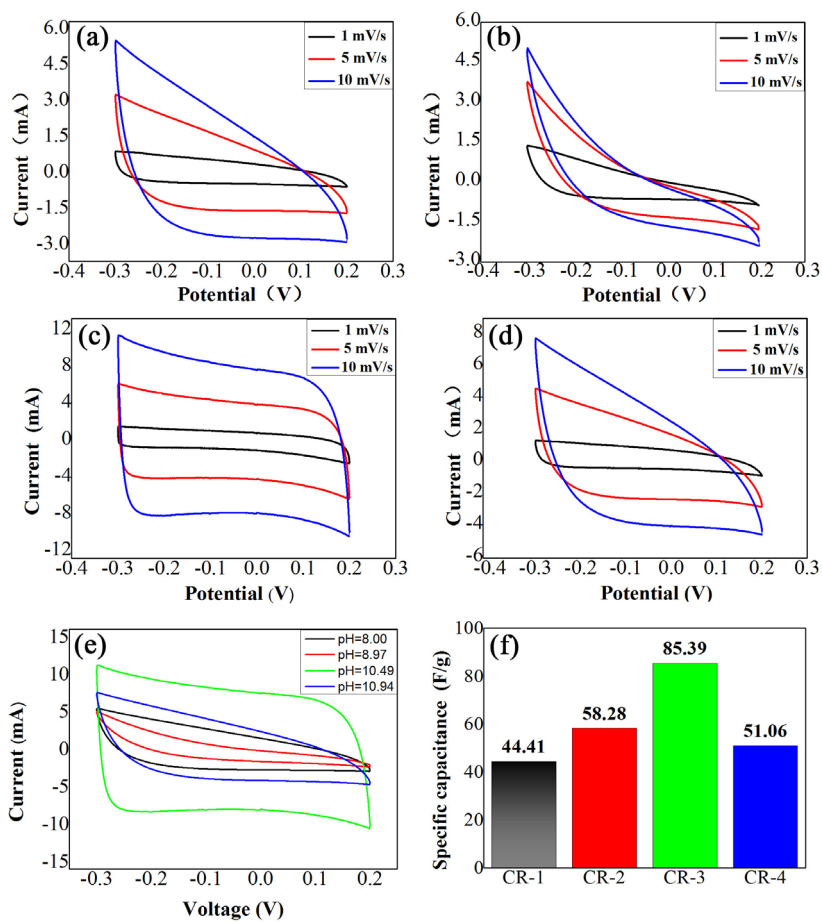 (a)
1 mV/s
5 mV/s
10 mV/s
6.0
4.5
3.0
1.5
0.0
-1.5
-3.0
Current（mA）
-0.4 -0.3 -0.2 -0.1 0.0 0.1 0.2 0.3
Potential（V）
(b)
1 mV/s
5 mV/s
10 mV/s
6.0
4.5
3.0
1.5
0.0
-1.5
-3.0
Current（mA）
-0.4 -0.3 -0.2 -0.1 0.0 0.1 0.2 0.3
Potential（V）
(c)
1 mV/s
5 mV/s
10 mV/s
12
8
4
0
-4
-8
-12
Current (mA)
-0.4 -0.3 -0.2 -0.1 0.0 0.1 0.2 0.3
Potential (V)
(d)
1 mV/s
5 mV/s
10 mV/s
8
6
4
2
0
-2
-4
-6
Current（mA）
-0.4 -0.3 -0.2 -0.1 0.0 0.1 0.2 0.3
Potential (V)
(e)
pH=8.00
pH=8.97
pH=10.49
pH=10.94
15
10
5
0
-5
-10
-15
Current (mA)
-0.3 -0.2 -0.1 0.0 0.1 0.2
Voltage (V)
(f)
100
80
60
40
20
0
Specific capacitance (F/g)
44.41
58.28
85.39
51.06
CR-1 CR-2 CR-3 CR-4